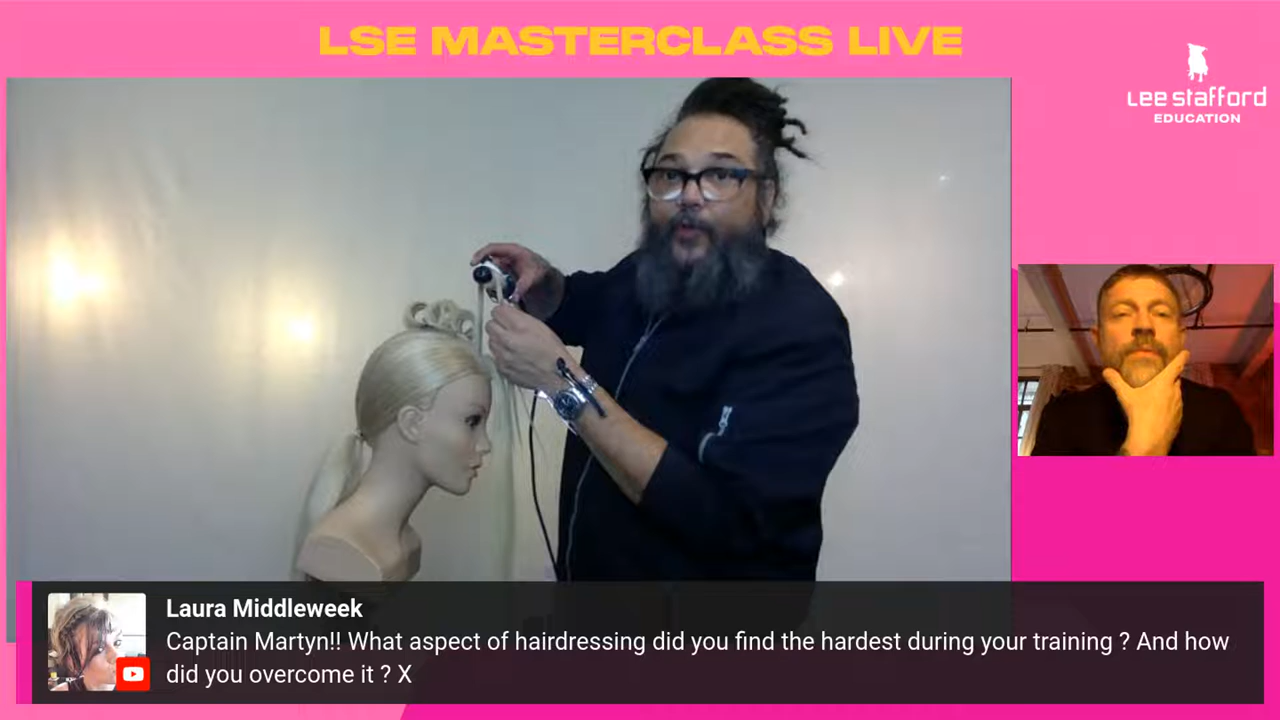 LSE MASTERCLASS LIVE
Lee Stafford
EDUCATION
Laura Middleweek
Captain Martyn!! What aspect of hairdressing did you find the hardest during your training ? And how
did you overcome it ? X